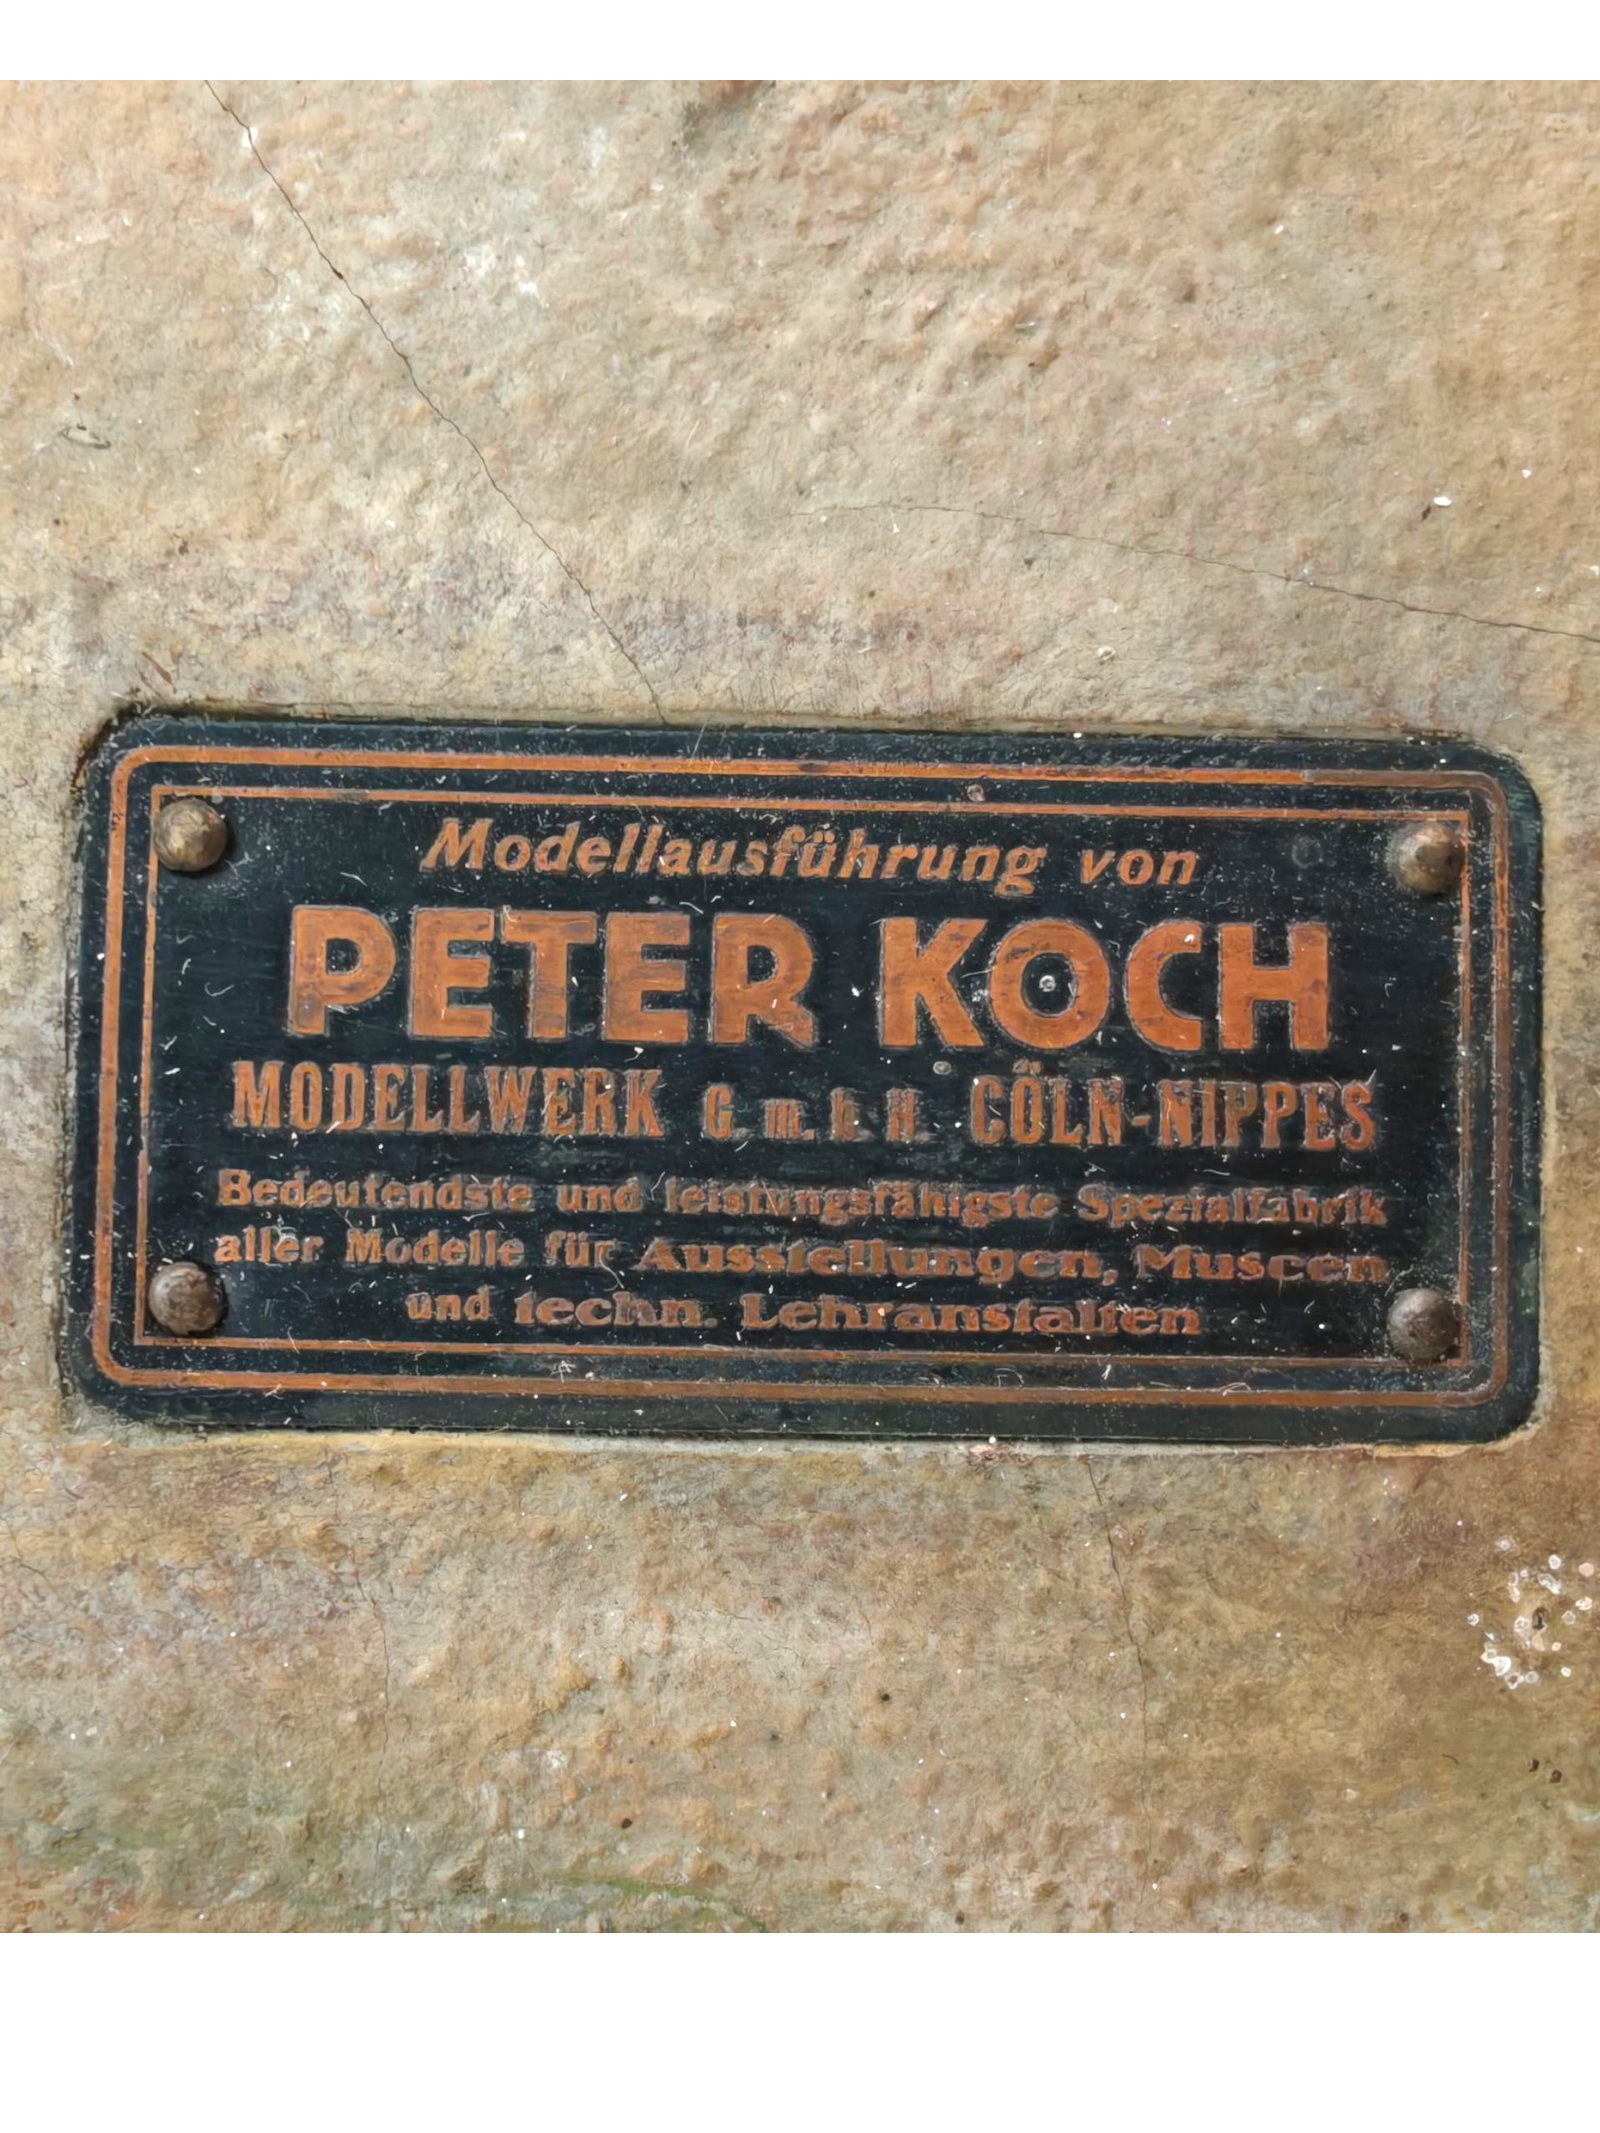 Modellausführung von
PETER KOCH
MODELLWERK G. m. b. H. CÖLN-NIPPES
Bedeutendste und leistungsfähigste Spezialfabrik
aller Modelle für Ausstellungen, Museen
und techn. Lehranstalten